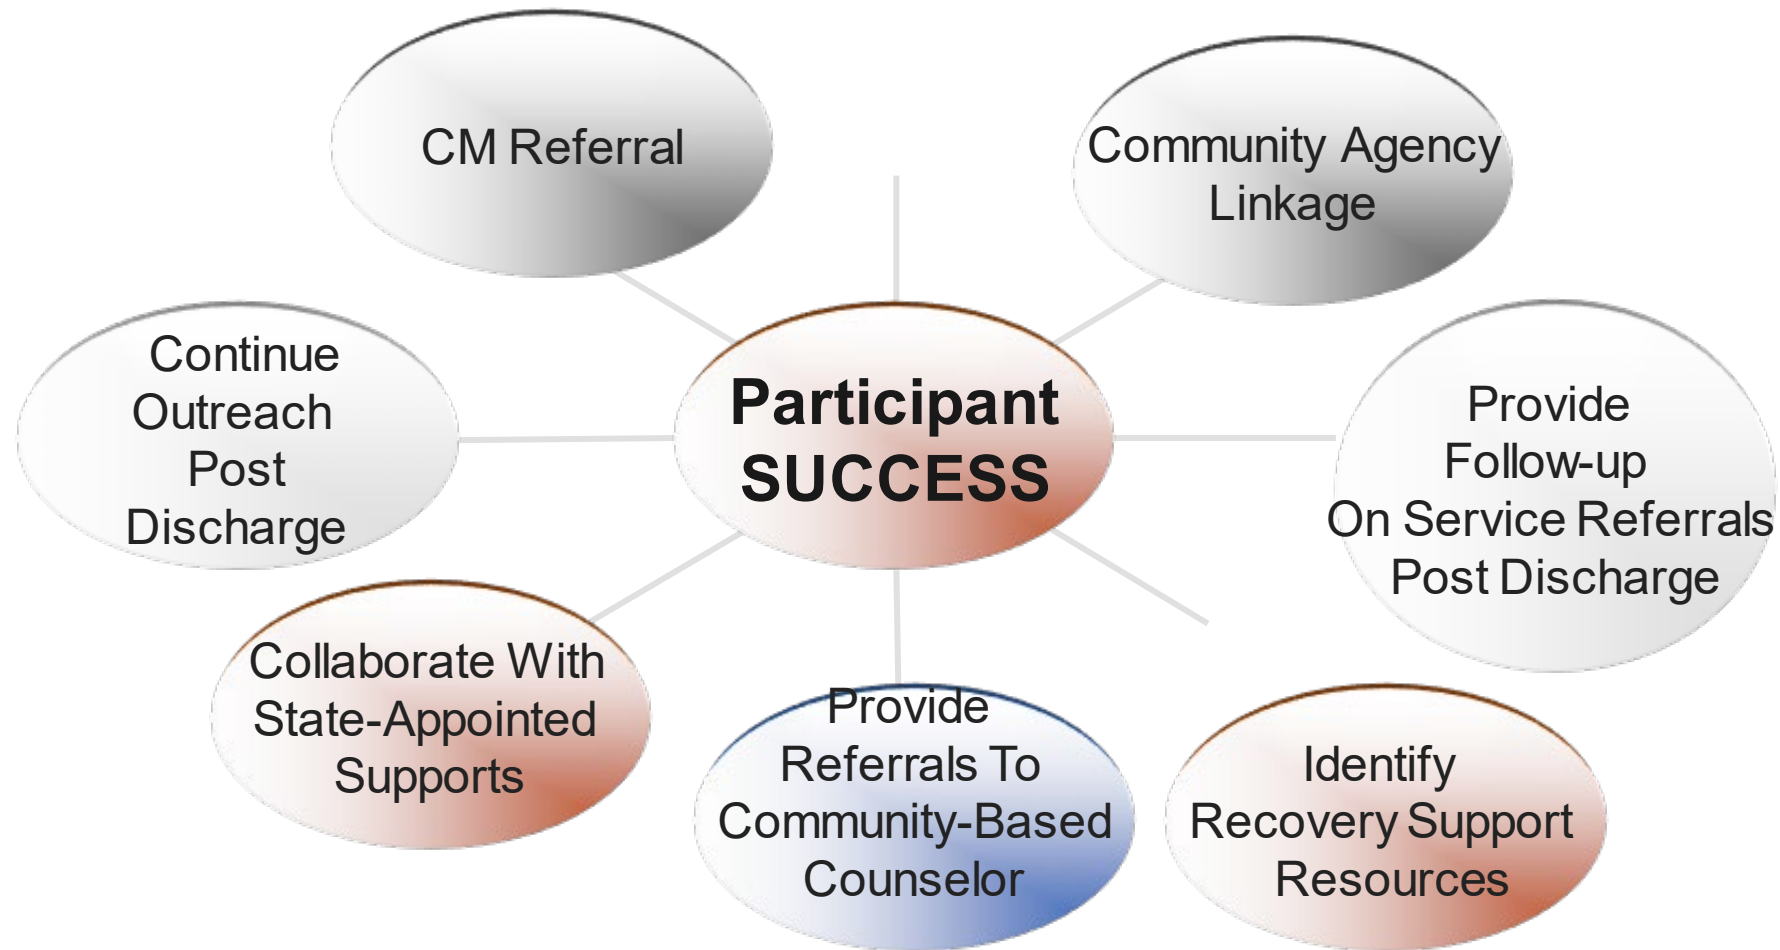 CM Referral
Community Agency
Linkage
Continue
Outreach
Post
Discharge
Participant
SUCCESS
Provide
Follow-up
On Service Referrals
Post Discharge
Collaborate With
State-Appointed
Supports
Provide
Referrals To
Community-Based
Counselor
Identify
Recovery Support
Resources